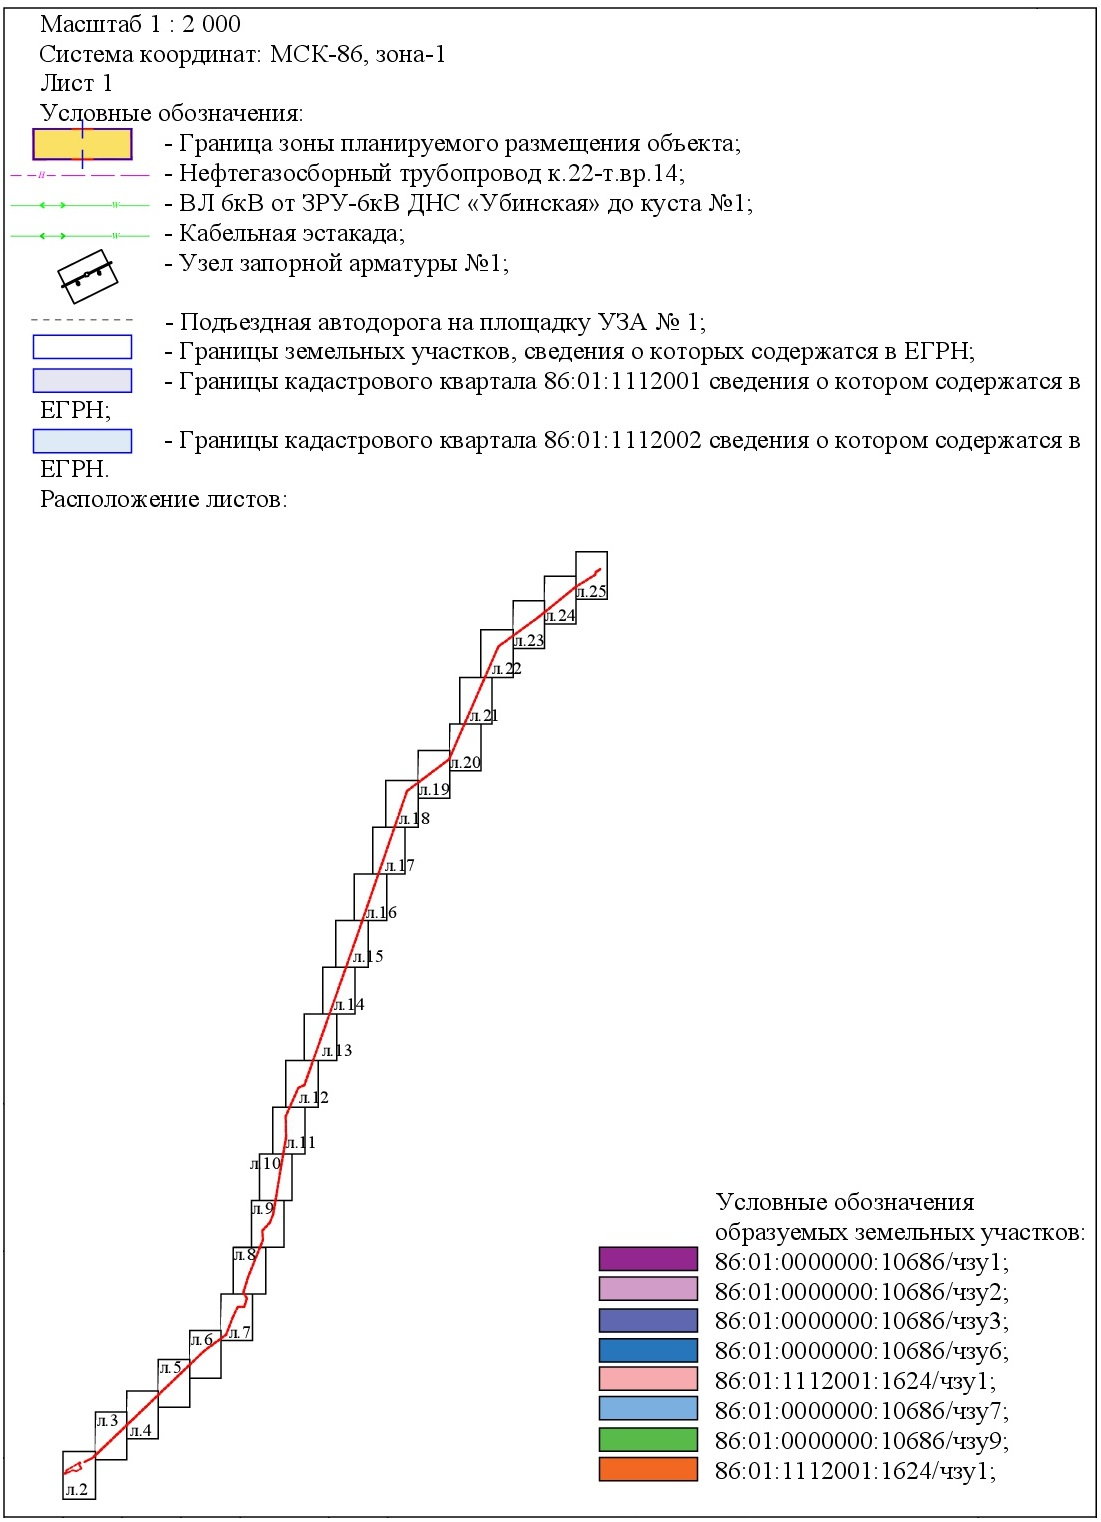 Масштаб 1 : 2 000
Система координат: МСК-86, зона-1
Лист 1
Условные обозначения:
- Граница зоны планируемого размещения объекта;
- Нефтегазосборный трубопровод к.22-т.вр.14;
- ВЛ 6кВ от ЗРУ-6кВ ДНС «Убинская» до куста №1;
- Кабельная эстакада;
- Узел запорной арматуры №1;
- Подъездная автодорога на площадку УЗА № 1;
- Границы земельных участков, сведения о которых содержатся в ЕГРН;
- Границы кадастрового квартала 86:01:1112001 сведения о котором содержатся в
ЕГРН;
- Границы кадастрового квартала 86:01:1112002 сведения о котором содержатся в
ЕГРН.
Расположение листов:
л.25
л.24
л.23
л.22
л.21
л.20
л.19
л.18
л.17
л.16
л.15
л.14
л.13
л.12
л.11
л.10
л.9
л.8
л.7
л.6
л.5
л.3
л.4
л.2
Условные обозначения
образуемых земельных участков:
86:01:0000000:10686/чзу1;
86:01:0000000:10686/чзу2;
86:01:0000000:10686/чзу3;
86:01:0000000:10686/чзу6;
86:01:1112001:1624/чзу1;
86:01:0000000:10686/чзу7;
86:01:0000000:10686/чзу9;
86:01:1112001:1624/чзу1;